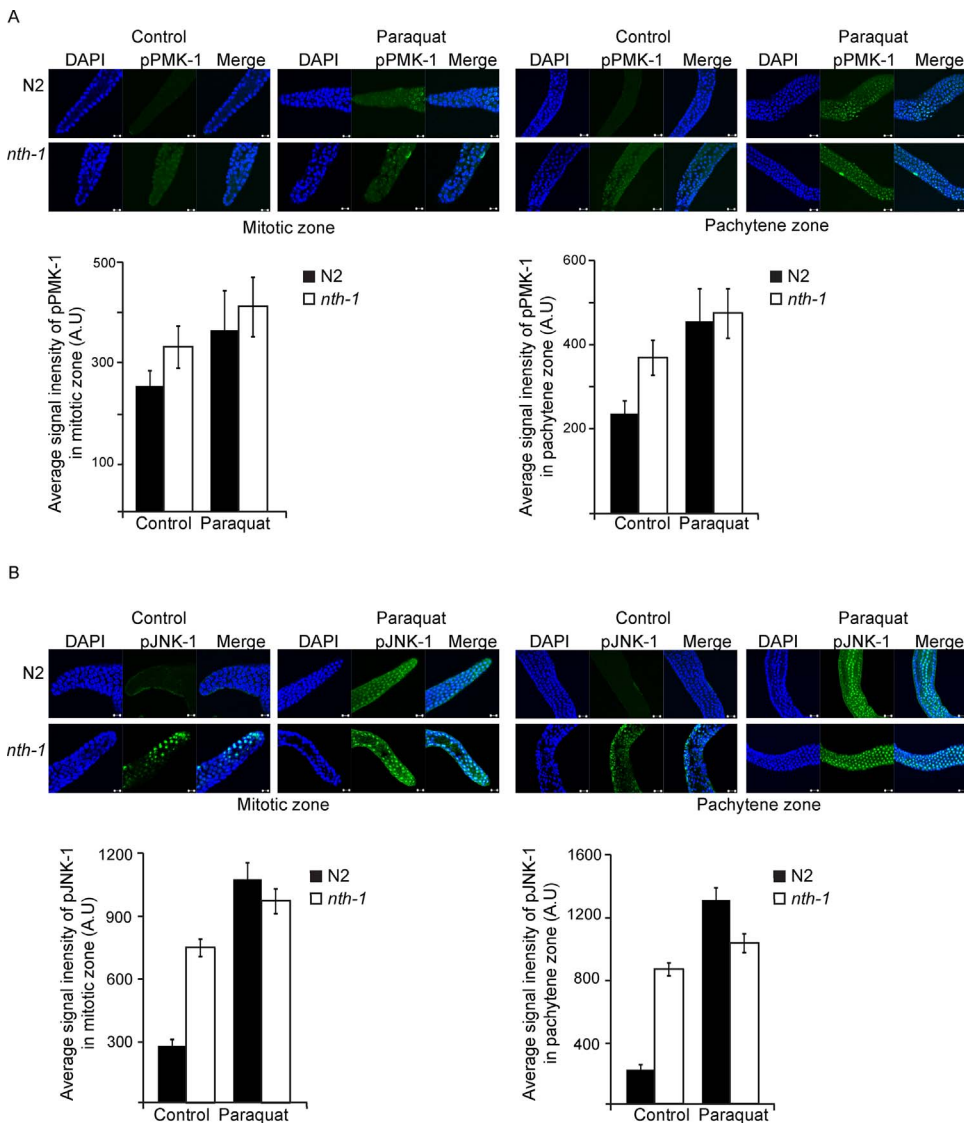 A
Control Paraquat Control Paraquat
DAPI pPMK-1 Merge DAPI pPMK-1 Merge DAPI pPMK-1 Merge DAPI pPMK-1 Merge
N2
nth-1
Mitotic zone Pachytene zone
Average signal inensity of pPMK-1
in mitotic zone (A.U)
500
300
100
N2
nth-1
Control Paraquat
Average signal inensity of pPMK-1
in pachytene zone (A.U)
600
400
200
N2
nth-1
Control Paraquat
B
Control Paraquat Control Paraquat
DAPI pJNK-1 Merge DAPI pJNK-1 Merge DAPI pJNK-1 Merge DAPI pJNK-1 Merge
N2
nth-1
Mitotic zone Pachytene zone
Average signal inensity of pJNK-1
in mitotic zone (A.U)
1200
900
600
300
N2
nth-1
Control Paraquat
Average signal inensity of pJNK-1
in pachytene zone (A.U)
1600
1200
800
400
N2
nth-1
Control Paraquat